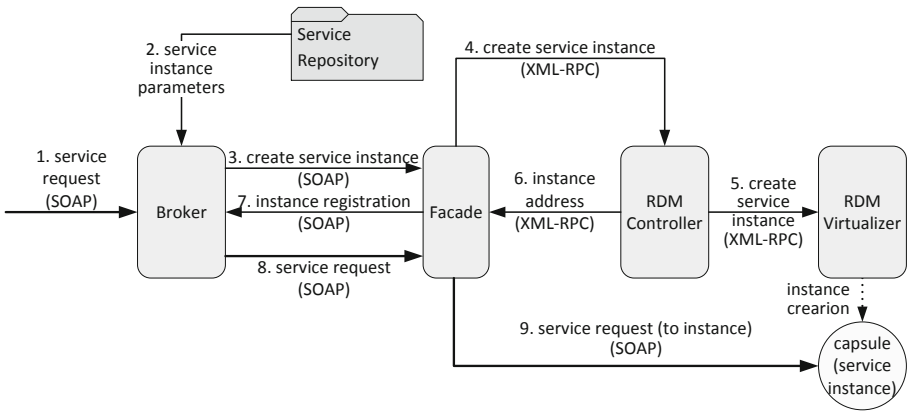 Service
Repository
2. service
instance
parameters
4. create service instance
(XML-RPC)
1. service
request
(SOAP)
Broker
3. create service instance
(SOAP)
7. instance registration
(SOAP)
8. service request
(SOAP)
Facade
6. instance
address
(XML-RPC)
RDM
Controller
5. create
service
instance
(XML-RPC)
RDM
Virtualizer
instance
crearion
9. service request (to instance)
(SOAP)
capsule
(service
instance)